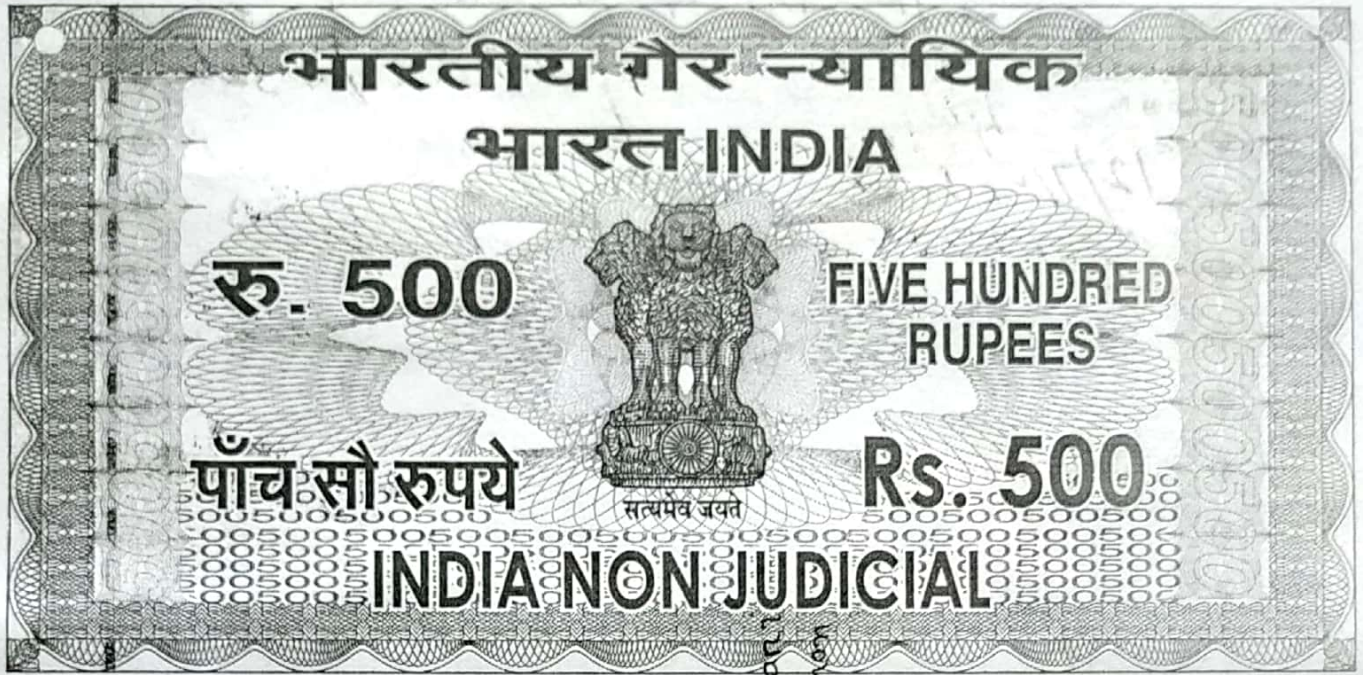 भारतीय गैर न्यायिक
भारत INDIA
रु. 500
FIVE HUNDRED
RUPEES
पाँच सौ रुपये
Rs. 500
सत्यमेव जयते
INDIA NON JUDICIAL